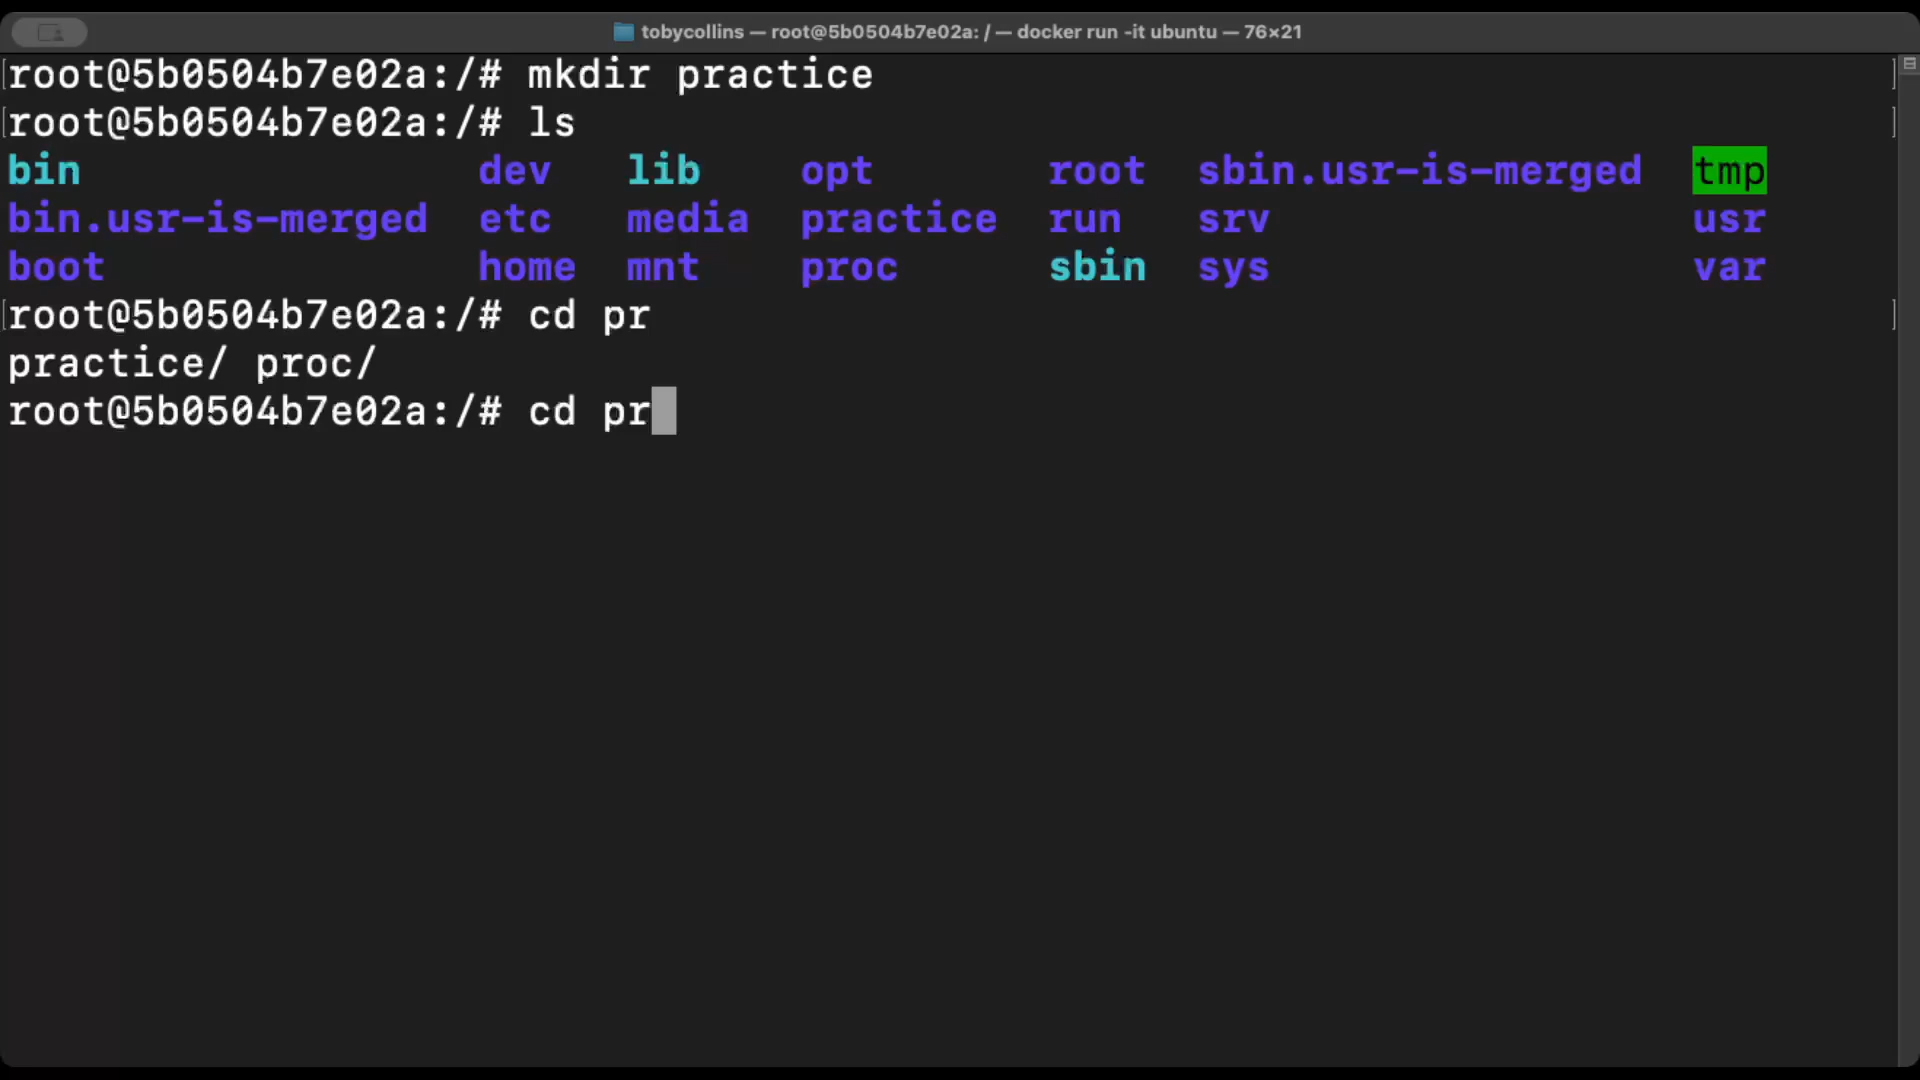 tobycollins — root@5b0504b7e02a: / — docker run -it ubuntu — 76×21
[root@5b0504b7e02a:/# mkdir practice ]
[root@5b0504b7e02a:/# ls ]
bin dev lib opt root sbin.usr-is-merged tmp
bin.usr-is-merged etc media practice run srv usr
boot home mnt proc sbin sys var
[root@5b0504b7e02a:/# cd pr ]
practice/ proc/
root@5b0504b7e02a:/# cd pr